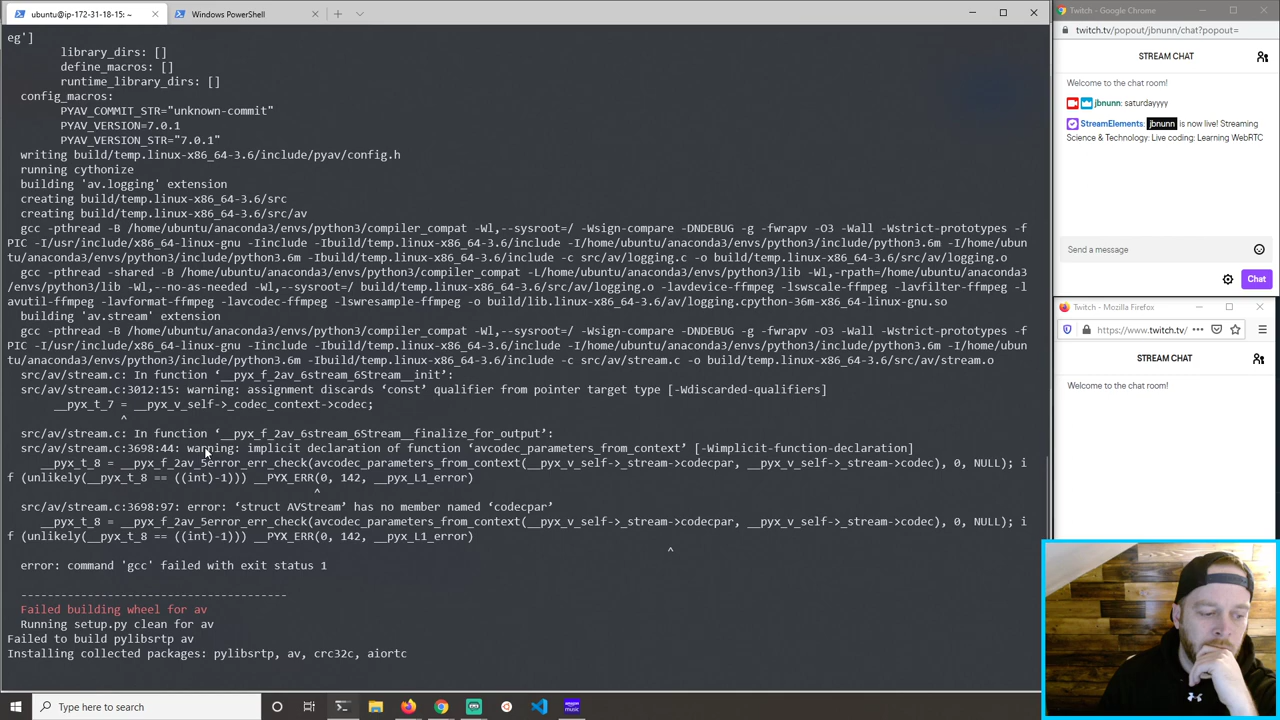 ubuntu@ip-172-31-18-15: ~
Windows PowerShell
eg']
library_dirs: []
define_macros: []
runtime_library_dirs: []
config_macros:
PYAV_COMMIT_STR="unknown-commit"
PYAV_VERSION=7.0.1
PYAV_VERSION_STR="7.0.1"
writing build/temp.linux-x86_64-3.6/include/pyav/config.h
running cythonize
building 'av.logging' extension
creating build/temp.linux-x86_64-3.6/src
creating build/temp.linux-x86_64-3.6/src/av
gcc -pthread -B /home/ubuntu/anaconda3/envs/python3/compiler_compat -Wl,--sysroot=/ -Wsign-compare -DNDEBUG -g -fwrapv -O3 -Wall -Wstrict-prototypes -f
PIC -I/usr/include/x86_64-linux-gnu -Iinclude -Ibuild/temp.linux-x86_64-3.6/include -I/home/ubuntu/anaconda3/envs/python3/include/python3.6m -I/home/ubun
tu/anaconda3/envs/python3/include/python3.6m -Ibuild/temp.linux-x86_64-3.6/include -c src/av/logging.c -o build/temp.linux-x86_64-3.6/src/av/logging.o
gcc -pthread -shared -B /home/ubuntu/anaconda3/envs/python3/compiler_compat -L/home/ubuntu/anaconda3/envs/python3/lib -Wl,-rpath=/home/ubuntu/anaconda3
/envs/python3/lib -Wl,--no-as-needed -Wl,--sysroot=/ build/temp.linux-x86_64-3.6/src/av/logging.o -lavdevice-ffmpeg -lswscale-ffmpeg -lavfilter-ffmpeg -l
avutil-ffmpeg -lavformat-ffmpeg -lavcodec-ffmpeg -lswresample-ffmpeg -o build/lib.linux-x86_64-3.6/av/logging.cpython-36m-x86_64-linux-gnu.so
building 'av.stream' extension
gcc -pthread -B /home/ubuntu/anaconda3/envs/python3/compiler_compat -Wl,--sysroot=/ -Wsign-compare -DNDEBUG -g -fwrapv -O3 -Wall -Wstrict-prototypes -f
PIC -I/usr/include/x86_64-linux-gnu -Iinclude -Ibuild/temp.linux-x86_64-3.6/include -I/home/ubuntu/anaconda3/envs/python3/include/python3.6m -I/home/ubun
tu/anaconda3/envs/python3/include/python3.6m -Ibuild/temp.linux-x86_64-3.6/include -c src/av/stream.c -o build/temp.linux-x86_64-3.6/src/av/stream.o
src/av/stream.c: In function ‘__pyx_f_2av_6stream_6Stream__init’:
src/av/stream.c:3012:15: warning: assignment discards ‘const’ qualifier from pointer target type [-Wdiscarded-qualifiers]
__pyx_t_7 = __pyx_v_self->_codec_context->codec;
^
src/av/stream.c: In function ‘__pyx_f_2av_6stream_6Stream__finalize_for_output’:
src/av/stream.c:3698:44: warning: implicit declaration of function ‘avcodec_parameters_from_context’ [-Wimplicit-function-declaration]
__pyx_t_8 = __pyx_f_2av_5error_err_check(avcodec_parameters_from_context(__pyx_v_self->_stream->codecpar, __pyx_v_self->_stream->codec), 0, NULL); i
f (unlikely(__pyx_t_8 == ((int)-1))) __PYX_ERR(0, 142, __pyx_L1_error)
^
src/av/stream.c:3698:97: error: ‘struct AVStream’ has no member named ‘codecpar’
__pyx_t_8 = __pyx_f_2av_5error_err_check(avcodec_parameters_from_context(__pyx_v_self->_stream->codecpar, __pyx_v_self->_stream->codec), 0, NULL); i
f (unlikely(__pyx_t_8 == ((int)-1))) __PYX_ERR(0, 142, __pyx_L1_error)
^
error: command 'gcc' failed with exit status 1
----------------------------------------
Failed building wheel for av
Running setup.py clean for av
Failed to build pylibsrtp av
Installing collected packages: pylibsrtp, av, crc32c, aiortc
Type here to search
Twitch - Google Chrome
twitch.tv/popout/jbnunn/chat?popout=
STREAM CHAT
Welcome to the chat room!
jbnunn: saturdayyyy
StreamElements: jbnunn is now live! Streaming
Science & Technology: Live coding: Learning WebRTC
Send a message
Chat
Twitch - Mozilla Firefox
https://www.twitch.tv/
STREAM CHAT
Welcome to the chat room!